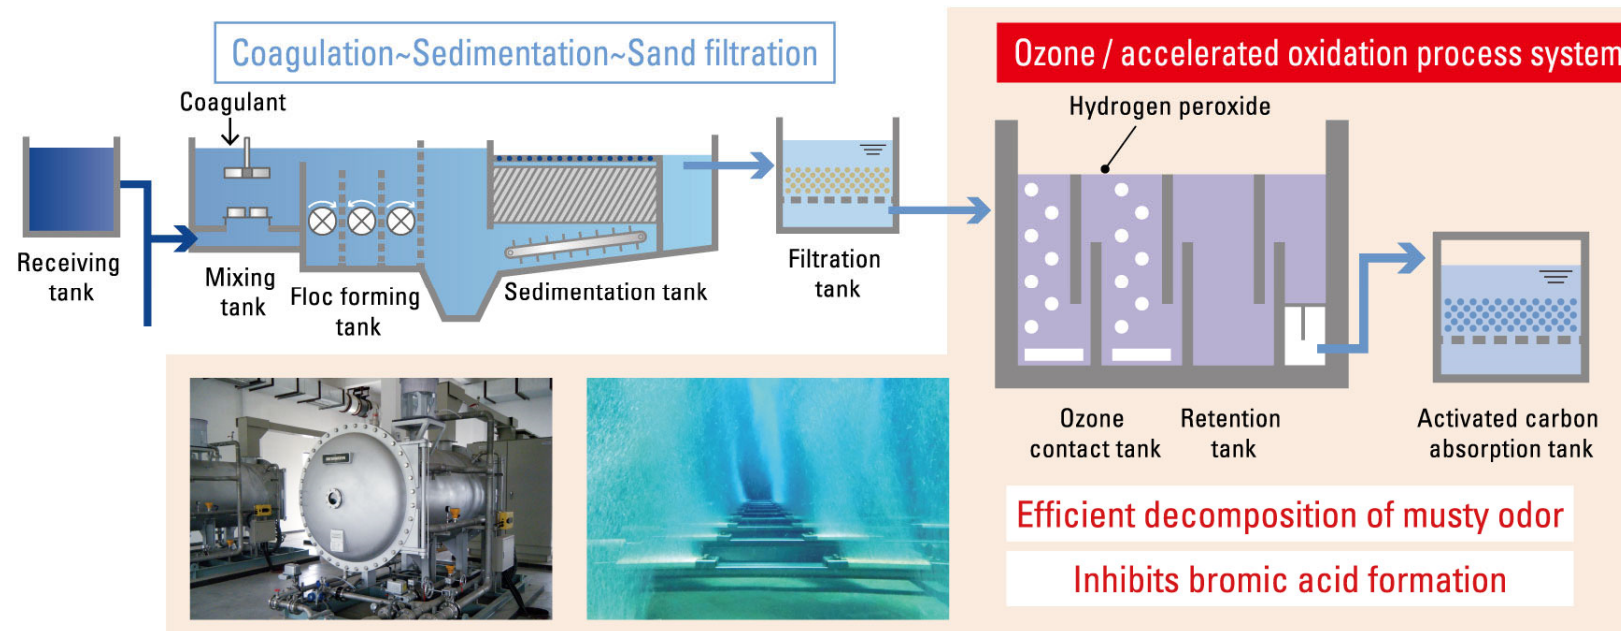 Coagulation~Sedimentation~Sand filtration
Ozone / accelerated oxidation process system
Coagulant
Hydrogen peroxide
Receiving
tank
Mixing
tank
Floc forming
tank
Sedimentation tank
Filtration
tank
Ozone
contact tank
Retention
tank
Activated carbon
absorption tank
Efficient decomposition of musty odor
Inhibits bromic acid formation